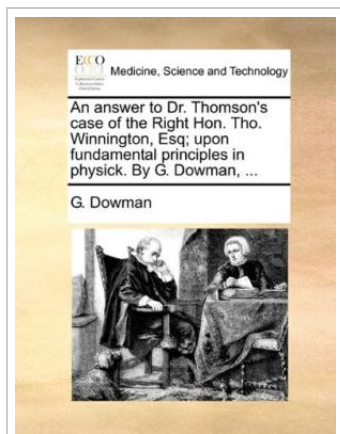 ECCO
Medicine, Science and Technology
An answer to Dr. Thomson's
case of the Right Hon. Tho.
Winnington, Esq; upon
fundamental principles in
physick. By G. Dowman, ...
G. Dowman